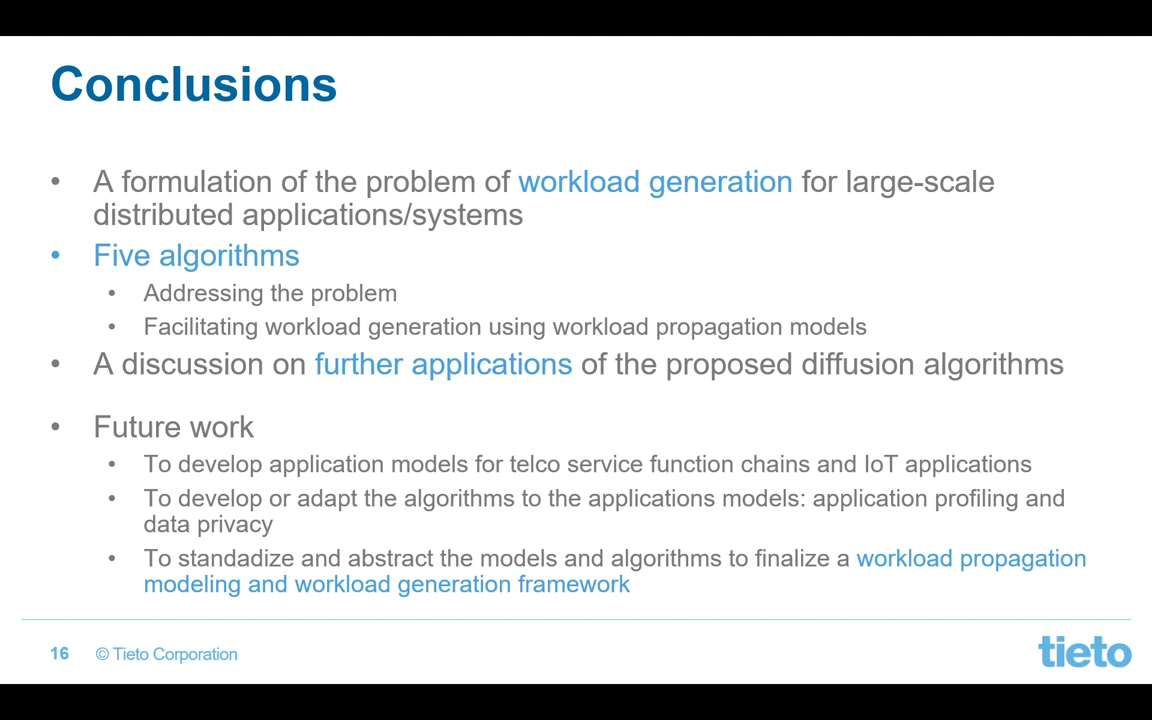 Conclusions
• A formulation of the problem of workload generation for large-scale
distributed applications/systems
• Five algorithms
• Addressing the problem
• Facilitating workload generation using workload propagation models
• A discussion on further applications of the proposed diffusion algorithms
• Future work
• To develop application models for telco service function chains and IoT applications
• To develop or adapt the algorithms to the applications models: application profiling and
data privacy
• To standadize and abstract the models and algorithms to finalize a workload propagation
modeling and workload generation framework
16 © Tieto Corporation
tieto